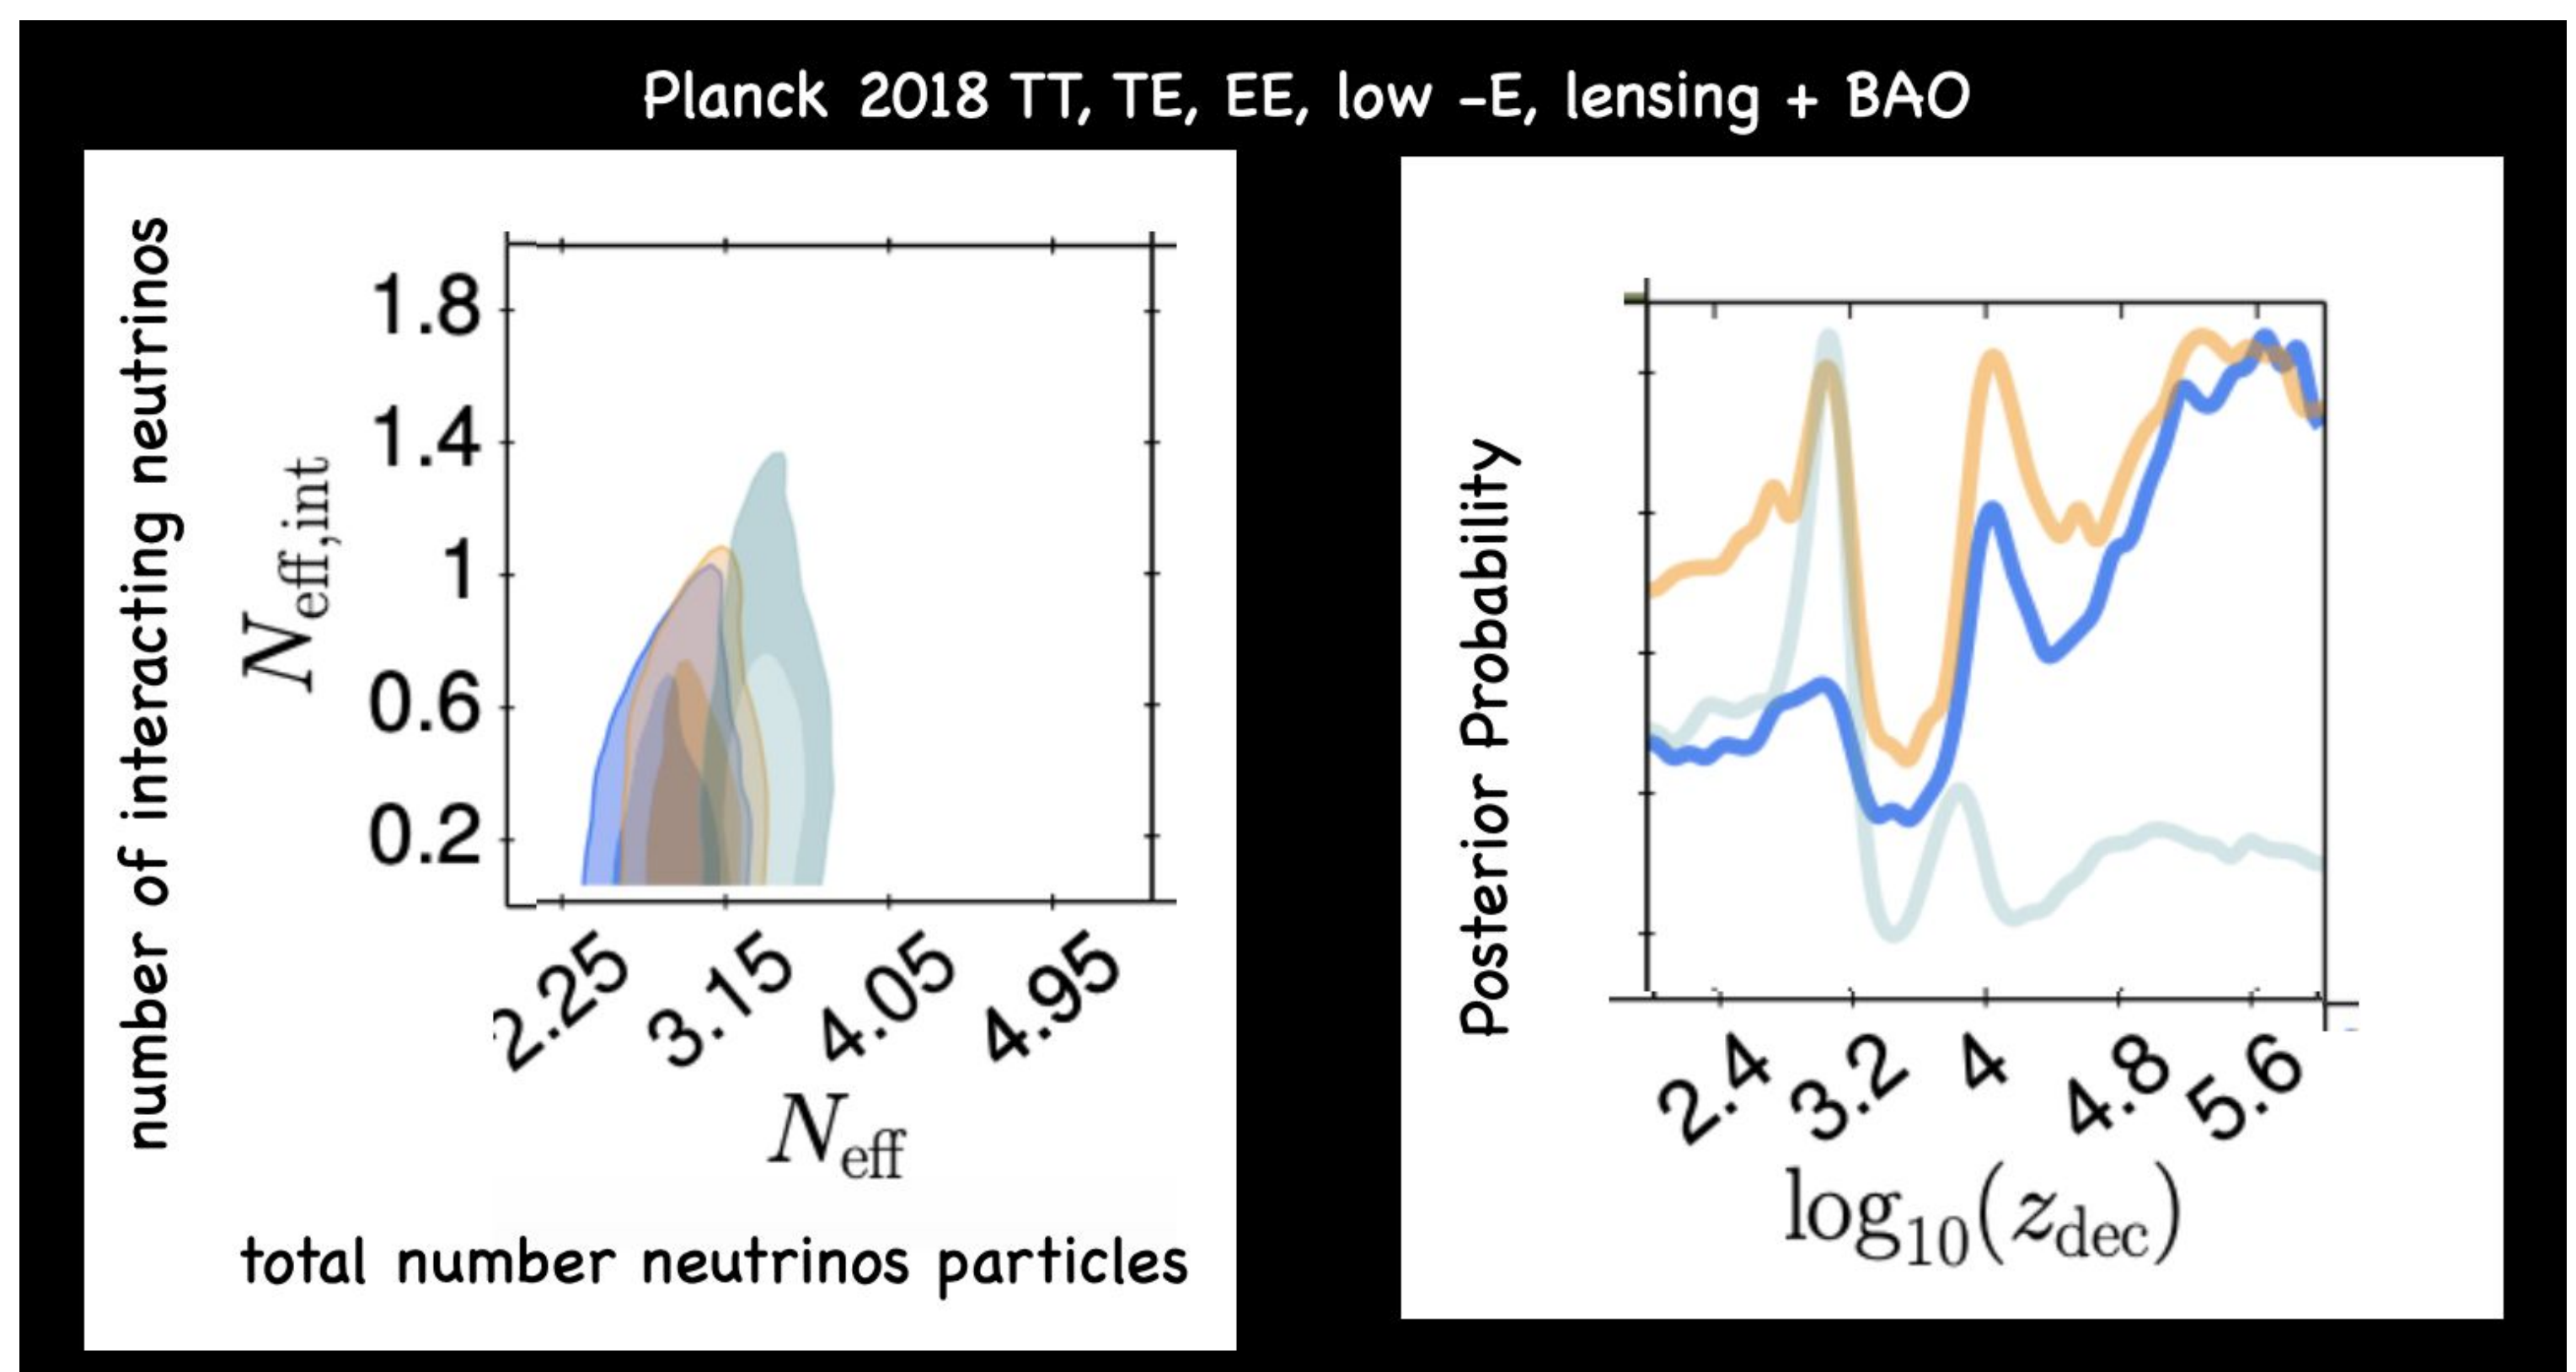 Planck 2018 TT, TE, EE, low -E, lensing + BAO
number of interacting neutrinos
N_eff,int
1.8
1.4
1
0.6
0.2
2.25 3.15 4.05 4.95
N_eff
total number neutrinos particles
Posterior Probability
2.4 3.2 4 4.8 5.6
log_10(z_dec)